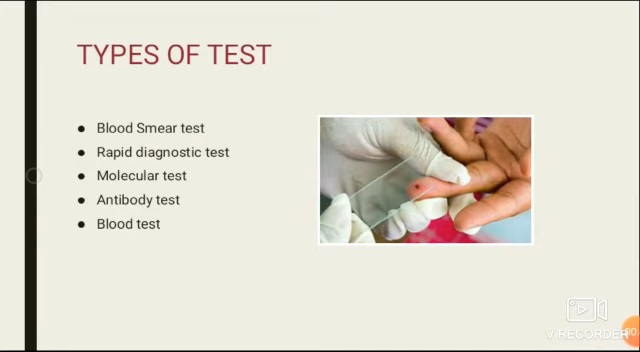 TYPES OF TEST
Blood Smear test
Rapid diagnostic test
Molecular test
Antibody test
Blood test
V RECORDER